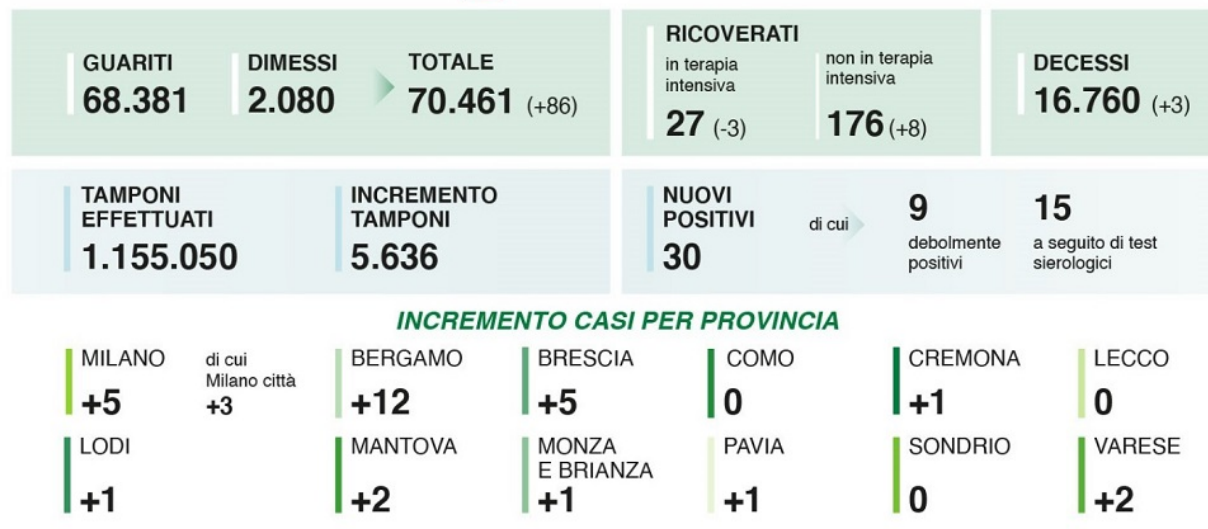 GUARITI
68.381
DIMESSI
2.080
TOTALE
70.461 (+86)
RICOVERATI
in terapia
intensiva
27 (-3)
non in terapia
intensiva
176 (+8)
DECESSI
16.760 (+3)
TAMPONI
EFFETTUATI
1.155.050
INCREMENTO
TAMPONI
5.636
NUOVI
POSITIVI
30
di cui
9
debolmente
positivi
15
a seguito di test
sierologici
INCREMENTO CASI PER PROVINCIA
MILANO
+5
di cui
Milano città
+3
BERGAMO
+12
BRESCIA
+5
COMO
0
CREMONA
+1
LECCO
0
LODI
+1
MANTOVA
+2
MONZA
E BRIANZA
+1
PAVIA
+1
SONDRIO
0
VARESE
+2